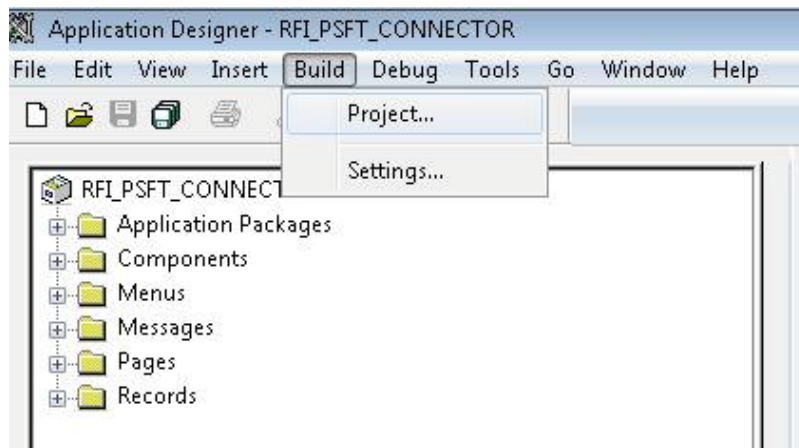 Application Designer - RFI_PSFT_CONNECTOR
File Edit View Insert Build Debug Tools Go Window Help
Project...
Settings...
RFI_PSFT_CONNECT
Application Packages
Components
Menus
Messages
Pages
Records